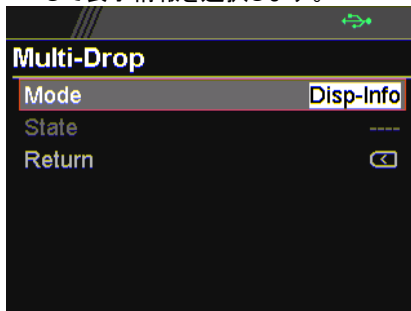 Multi-Drop
Mode Disp-Info
State ----
Return